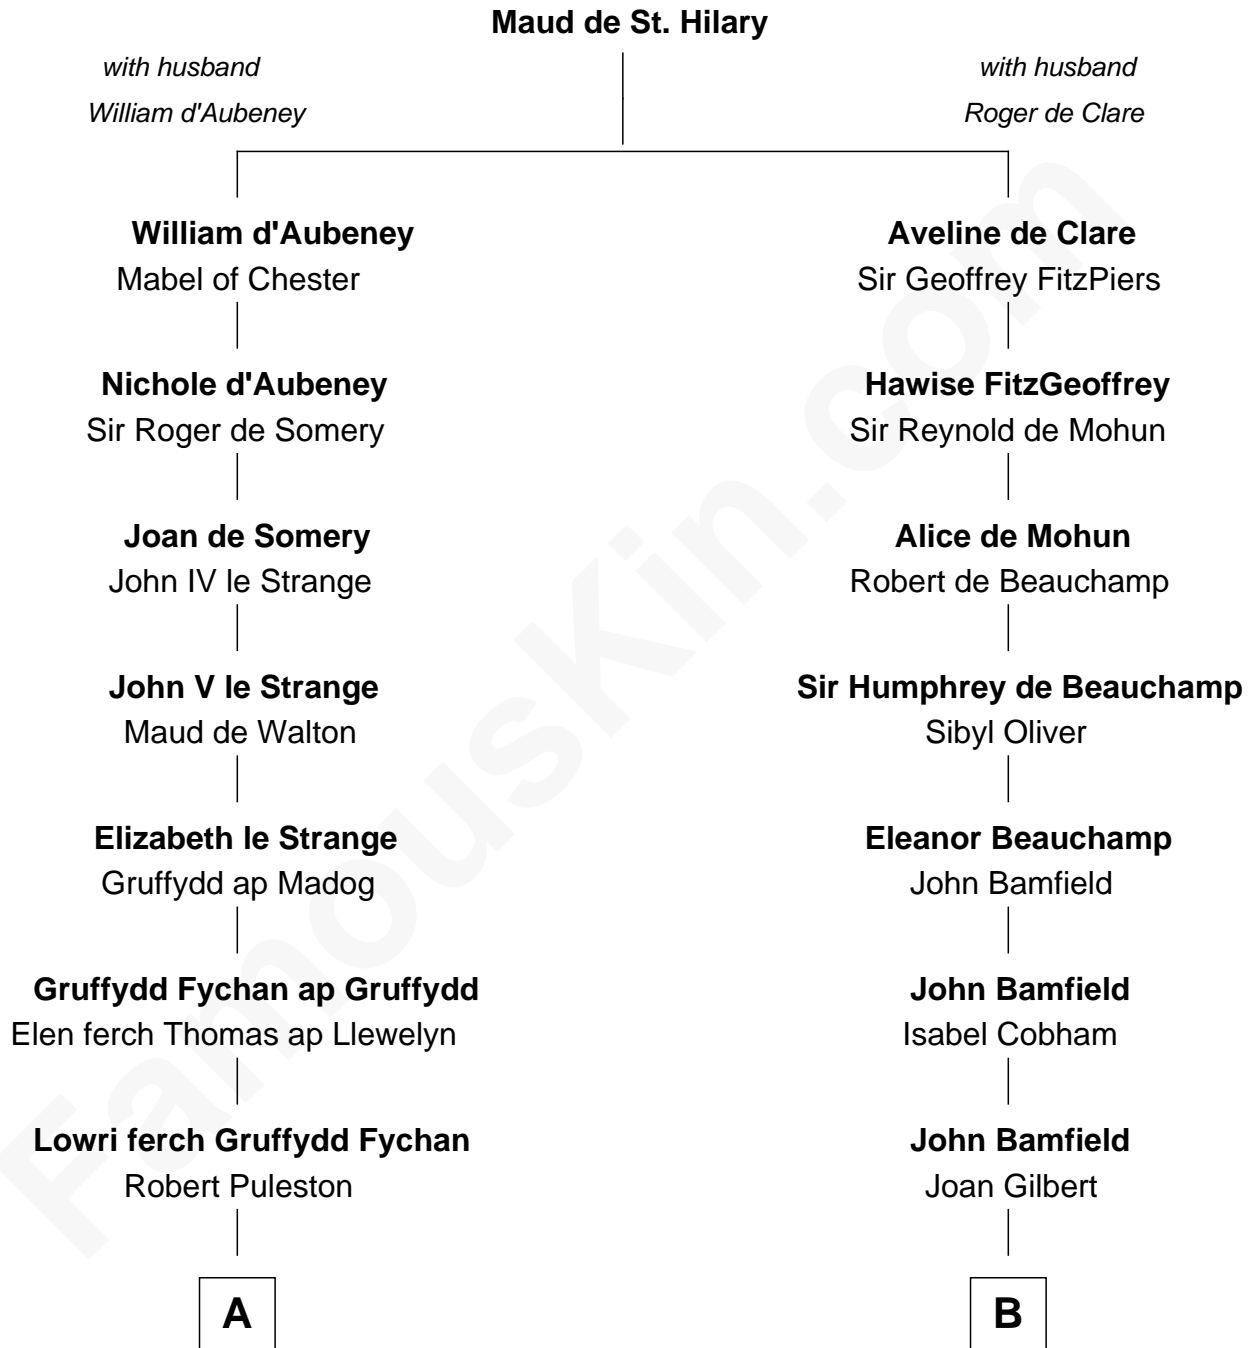 Maud de St. Hilary
with husband
William d'Aubeney
with husband
Roger de Clare
William d'Aubeney
Mabel of Chester
Aveline de Clare
Sir Geoffrey FitzPiers
Nichole d'Aubeney
Sir Roger de Somery
Hawise FitzGeoffrey
Sir Reynold de Mohun
Joan de Somery
John IV le Strange
Alice de Mohun
Robert de Beauchamp
John V le Strange
Maud de Walton
Sir Humphrey de Beauchamp
Sibyl Oliver
Elizabeth le Strange
Gruffydd ap Madog
Eleanor Beauchamp
John Bamfield
Gruffydd Fychan ap Gruffydd
Elen ferch Thomas ap Llewelyn
John Bamfield
Isabel Cobham
Lowri ferch Gruffydd Fychan
Robert Puleston
John Bamfield
Joan Gilbert
A
B
FamousKin.com